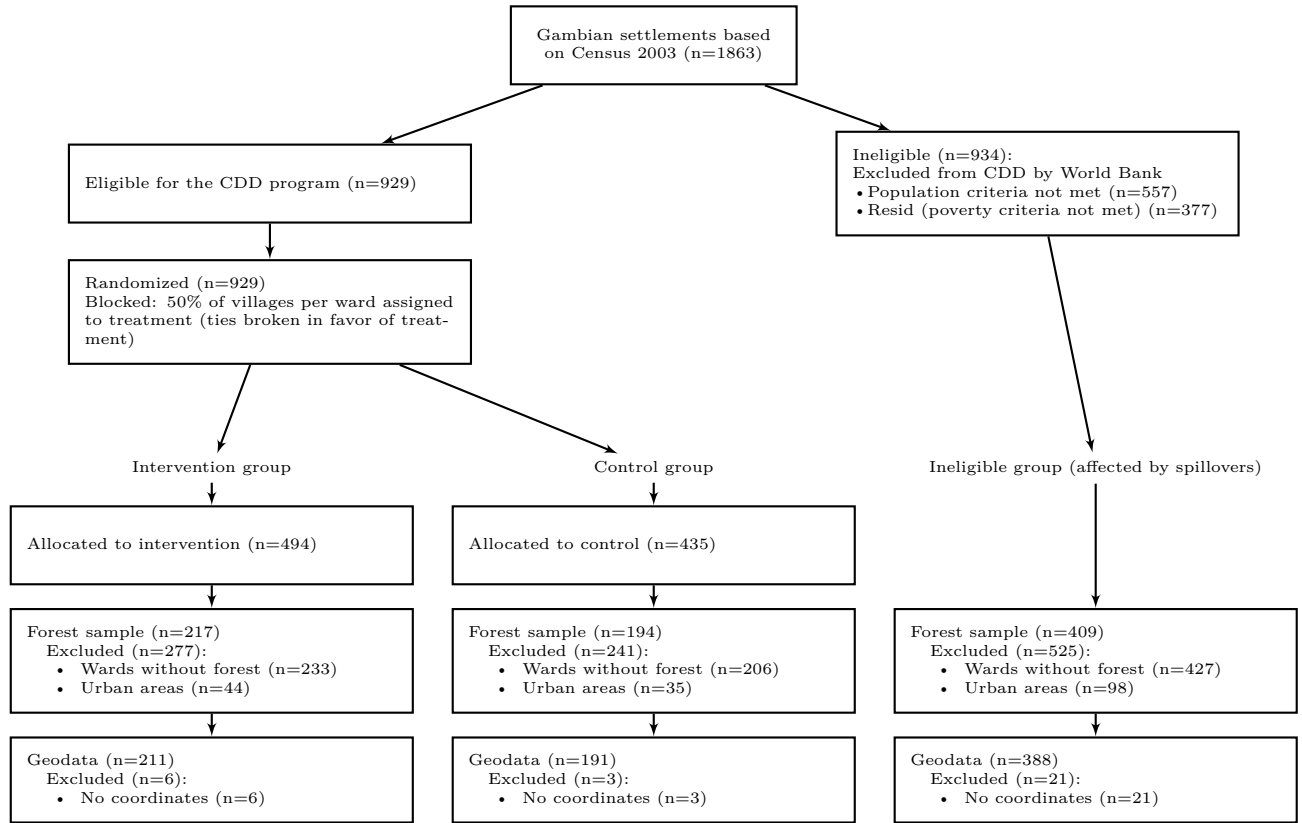 Gambian settlements based
on Census 2003 (n=1863)
Eligible for the CDD program (n=929)
Ineligible (n=934):
Excluded from CDD by World Bank
• Population criteria not met (n=557)
• Resid (poverty criteria not met) (n=377)
Randomized (n=929)
Blocked: 50% of villages per ward assigned
to treatment (ties broken in favor of treat-
ment)
Intervention group
Control group
Ineligible group (affected by spillovers)
Allocated to intervention (n=494)
Allocated to control (n=435)
Forest sample (n=217)
Excluded (n=277):
• Wards without forest (n=233)
• Urban areas (n=44)
Forest sample (n=194)
Excluded (n=241):
• Wards without forest (n=206)
• Urban areas (n=35)
Forest sample (n=409)
Excluded (n=525):
• Wards without forest (n=427)
• Urban areas (n=98)
Geodata (n=211)
Excluded (n=6):
• No coordinates (n=6)
Geodata (n=191)
Excluded (n=3):
• No coordinates (n=3)
Geodata (n=388)
Excluded (n=21):
• No coordinates (n=21)